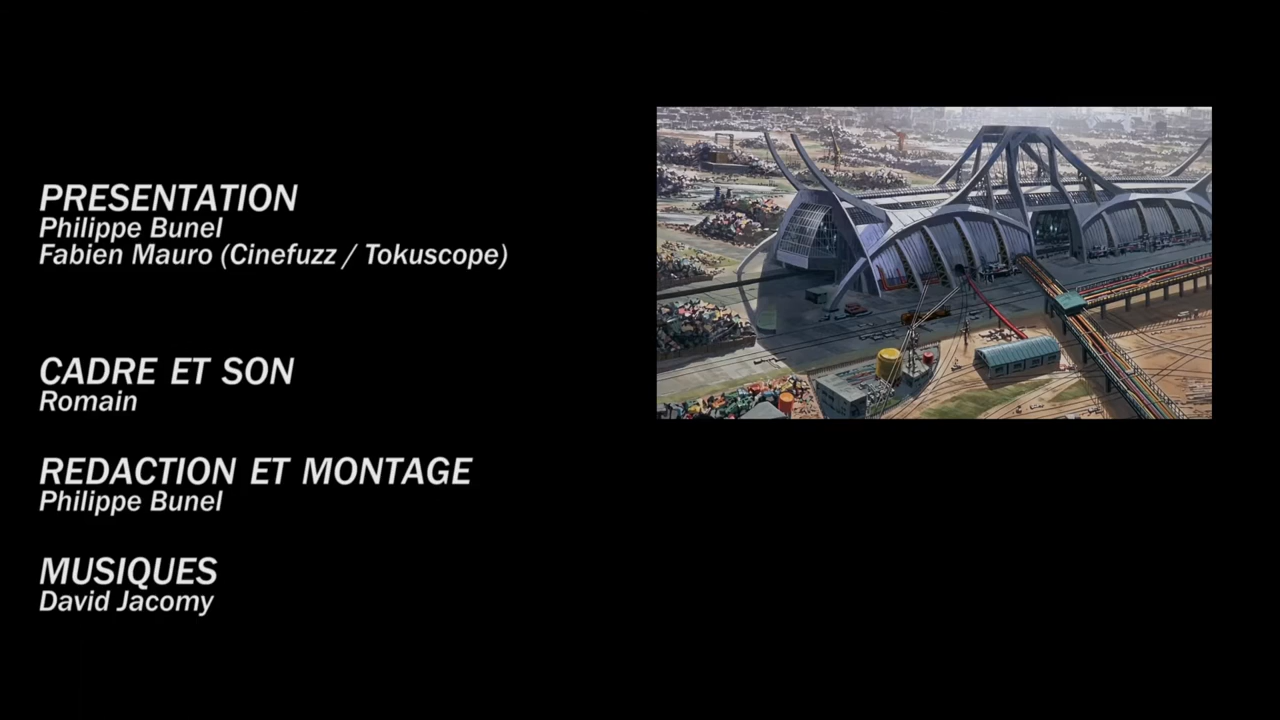 PRESENTATION
Philippe Bunel
Fabien Mauro (Cinefuzz / Tokuscope)
CADRE ET SON
Romain
REDACTION ET MONTAGE
Philippe Bunel
MUSIQUES
David Jacomy